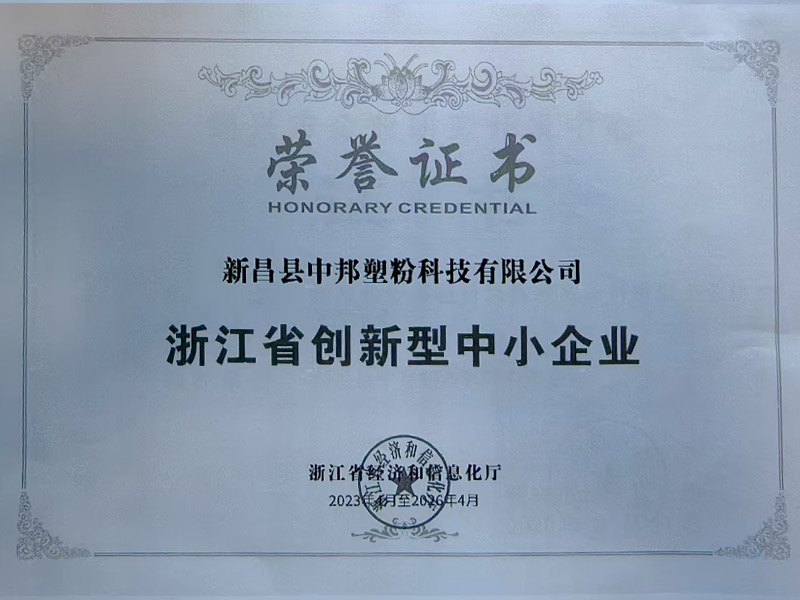 荣誉证书
HONORARY CREDENTIAL
新昌县中邦塑粉科技有限公司
浙江省创新型中小企业
浙江省经济和信息化厅
2023年4月至2026年4月